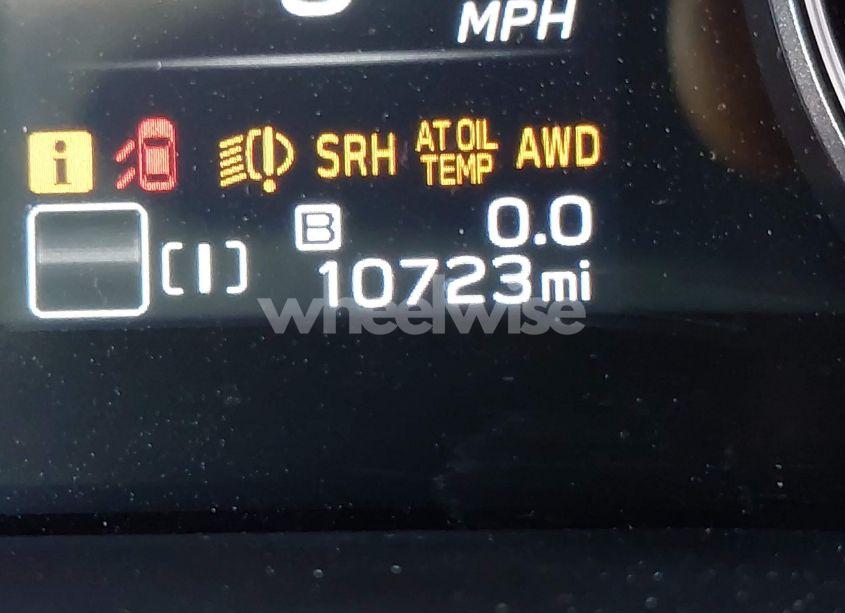 MPH
i SRH AT OIL TEMP AWD
B 0.0
10723mi
wheelwise